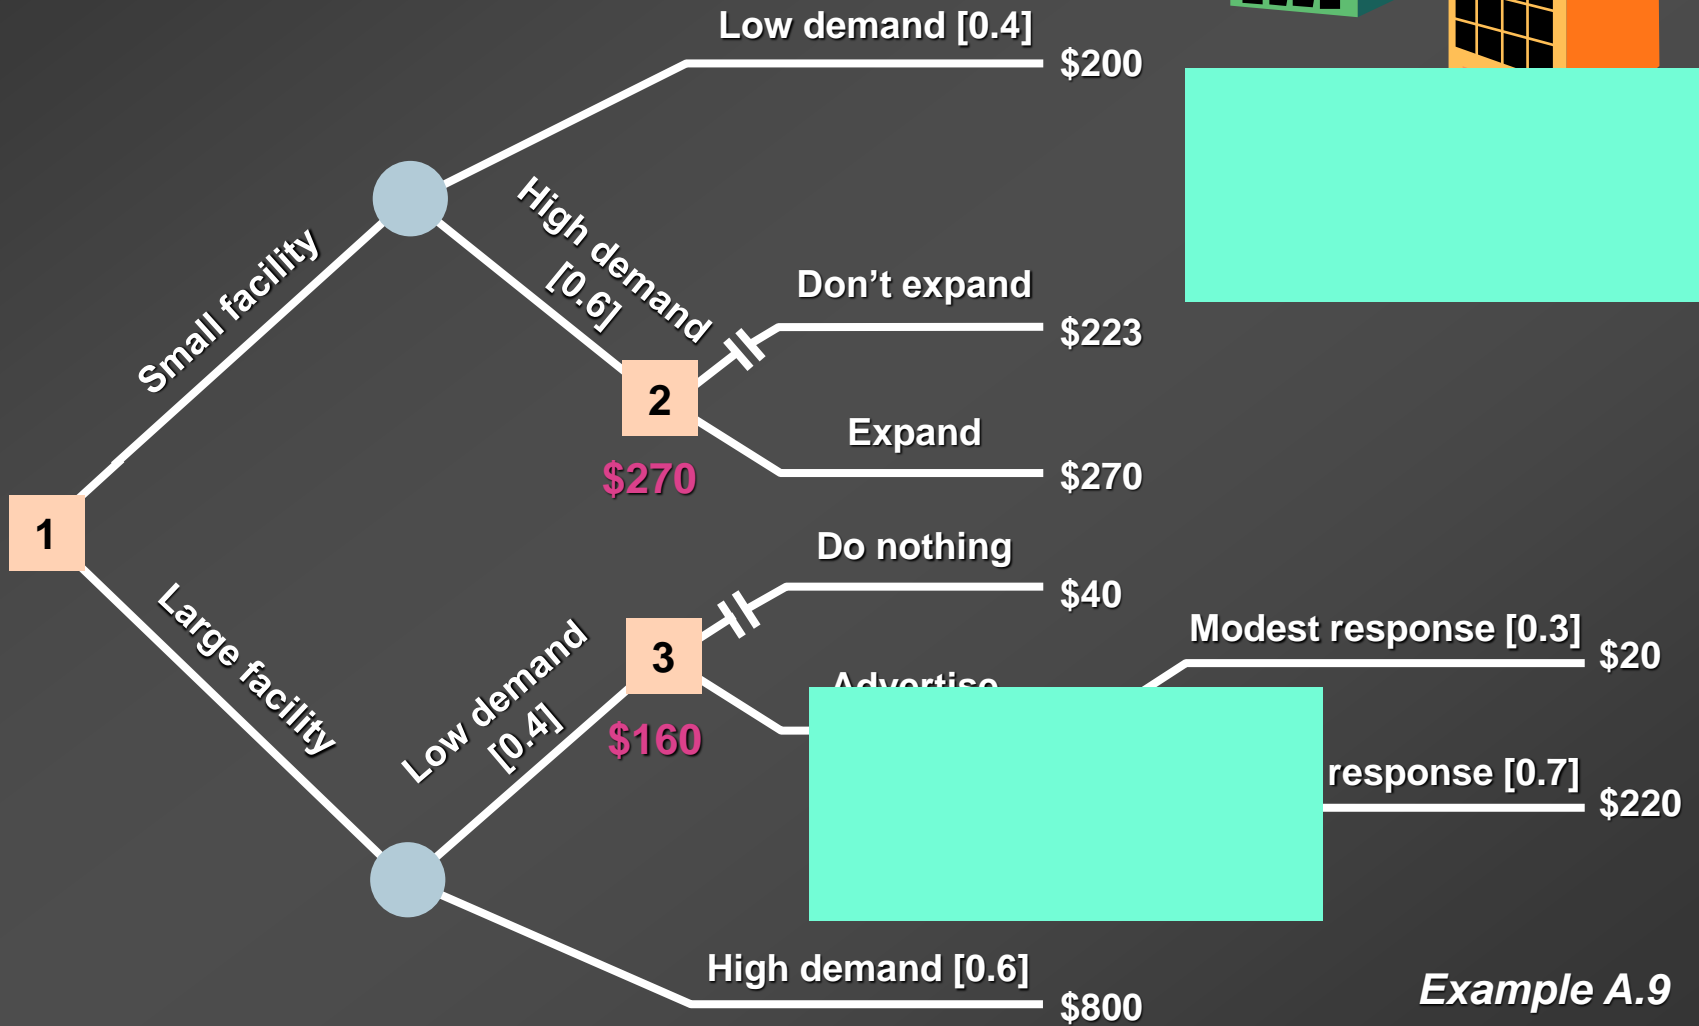 Low demand [0.4]
$200
High demand
[0.6]
Small facility
Don’t expand
$223
2
Expand
$270
$270
1
Do nothing
$40
Large facility
Low demand
[0.4]
3
Modest response [0.3]
$20
Advertise
$160
response [0.7]
$220
High demand [0.6]
$800
Example A.9